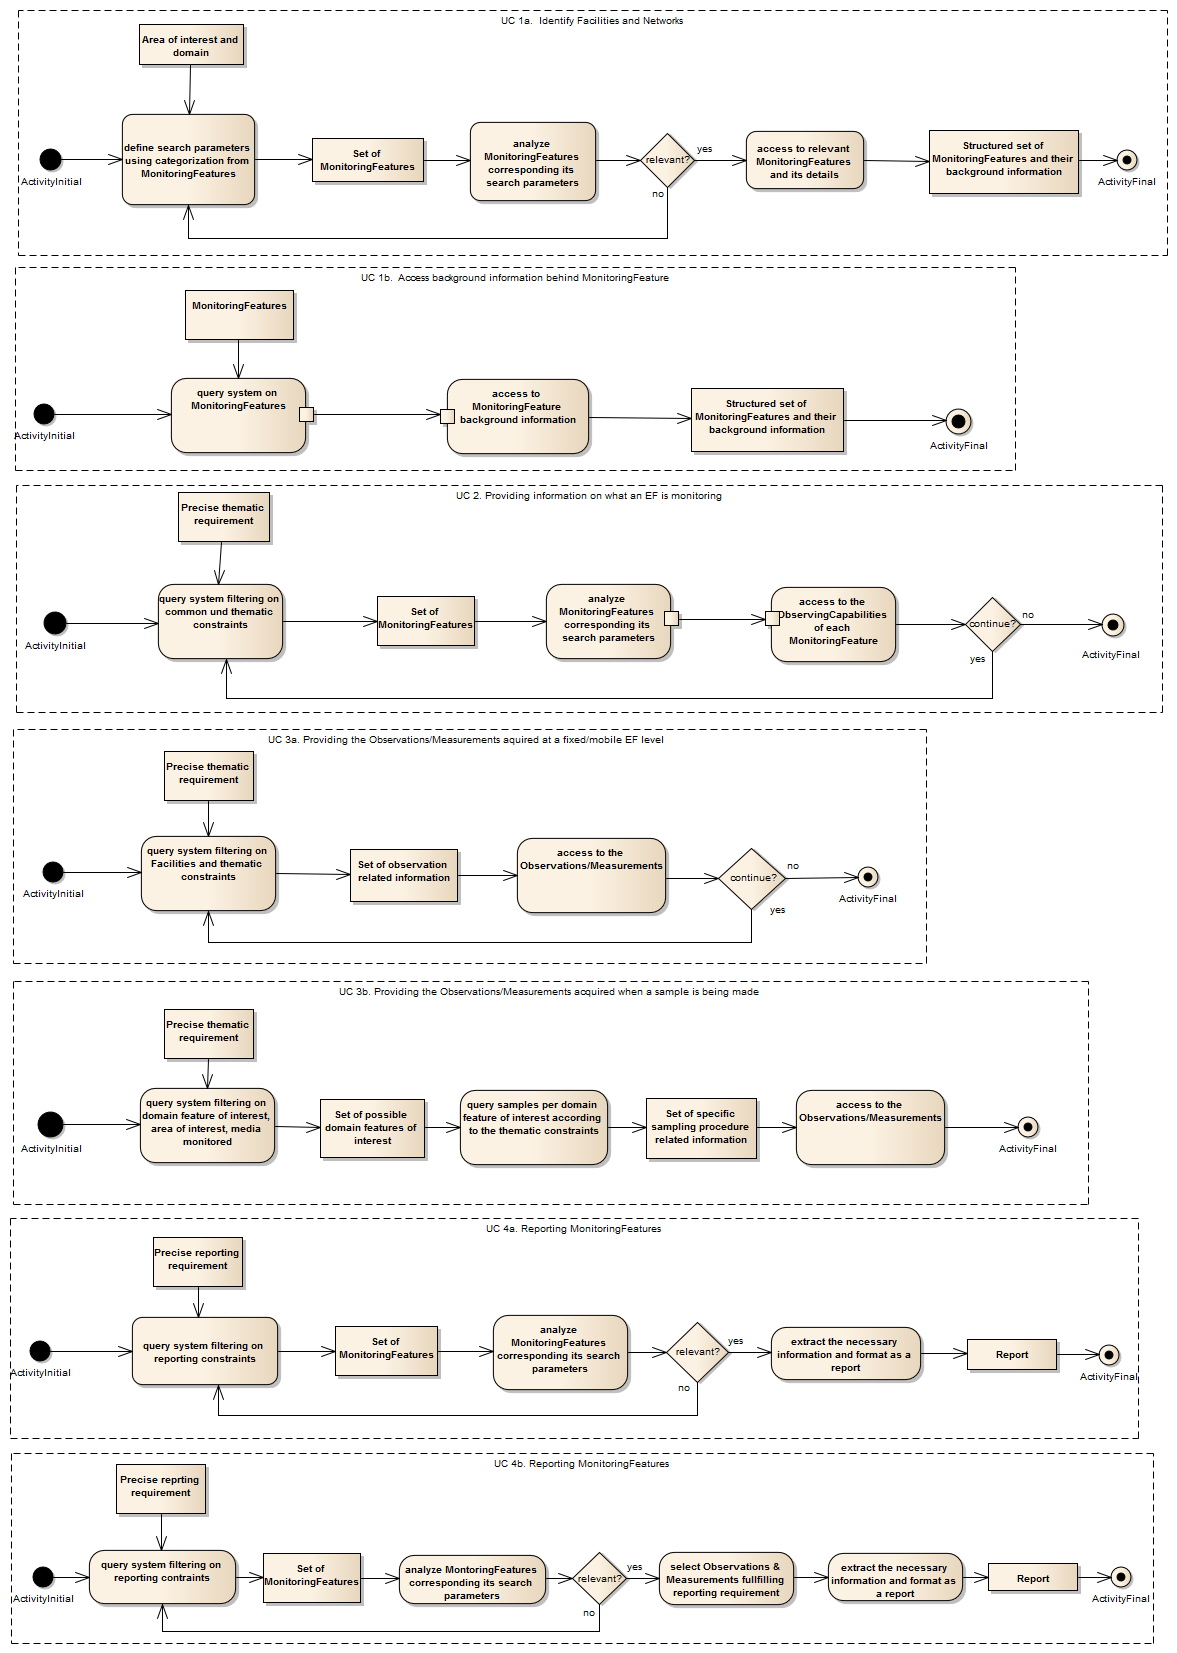 UC 1a.  Identify Facilities and Networks
Area of interest and
domain
define search parameters
using categorization from
MonitoringFeatures
Set of
MonitoringFeatures
analyze
MonitoringFeatures
corresponding its
search parameters
relevant?
yes
no
access to relevant
MonitoringFeatures
and its details
Structured set of
MonitoringFeatures and their
background information
ActivityInitial
ActivityFinal
UC 1b.  Access background information behind MonitoringFeature
MonitoringFeatures
query system on
MonitoringFeatures
access to
MonitoringFeature
background information
Structured set of
MonitoringFeatures and their
background information
ActivityInitial
ActivityFinal
UC 2. Providing information on what an EF is monitoring
Precise thematic
requirement
query system filtering on
common und thematic
constraints
Set of
MonitoringFeatures
analyze
MonitoringFeatures
corresponding its
search parameters
access to the
ObservingCapabilities
of each
MonitoringFeature
continue?
no
yes
ActivityInitial
ActivityFinal
UC 3a. Providing the Observations/Measurements aquired at a fixed/mobile EF level
Precise thematic
requirement
query system filtering on
Facilities and thematic
constraints
Set of observation
related information
access to the
Observations/Measurements
continue?
no
yes
ActivityInitial
ActivityFinal
UC 3b. Providing the Observations/Measurements acquired when a sample is being made
Precise thematic
requirement
query system filtering on
domain feature of interest,
area of interest, media
monitored
Set of possible
domain features of
interest
query samples per domain
feature of interest according
to the thematic constraints
Set of specific
sampling procedure
related information
access to the
Observations/Measurements
ActivityInitial
ActivityFinal
UC 4a. Reporting MonitoringFeatures
Precise reporting
requirement
query system filtering on
reporting constraints
Set of
MonitoringFeatures
analyze
MonitoringFeatures
corresponding its search
parameters
relevant?
yes
no
extract the necessary
information and format as a
report
Report
ActivityInitial
ActivityFinal
UC 4b. Reporting MonitoringFeatures
Precise reprting
requirement
query system filtering on
reporting contraints
Set of
MonitoringFeatures
analyze MontoringFeatures
corresponding its search
parameters
relevant?
yes
no
select Observations &
Measurements fullfilling
reporting requirement
extract the necessary
information and format as
a report
Report
ActivityInitial
ActivityFinal